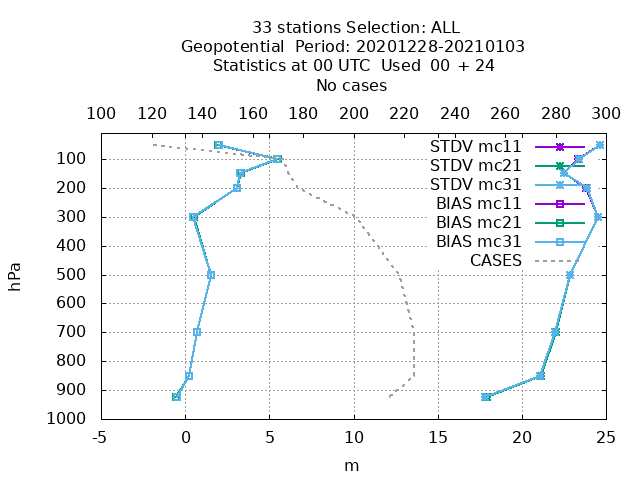 33 stations Selection: ALL
Geopotential  Period: 20201228-20210103
Statistics at 00 UTC  Used  00 + 24
No cases
100 120 140 160 180 200 220 240 260 280 300
STDV mc11
STDV mc21
STDV mc31
BIAS mc11
BIAS mc21
BIAS mc31
CASES
100
200
300
400
500
600
700
800
900
1000
hPa
-5 0 5 10 15 20 25
m